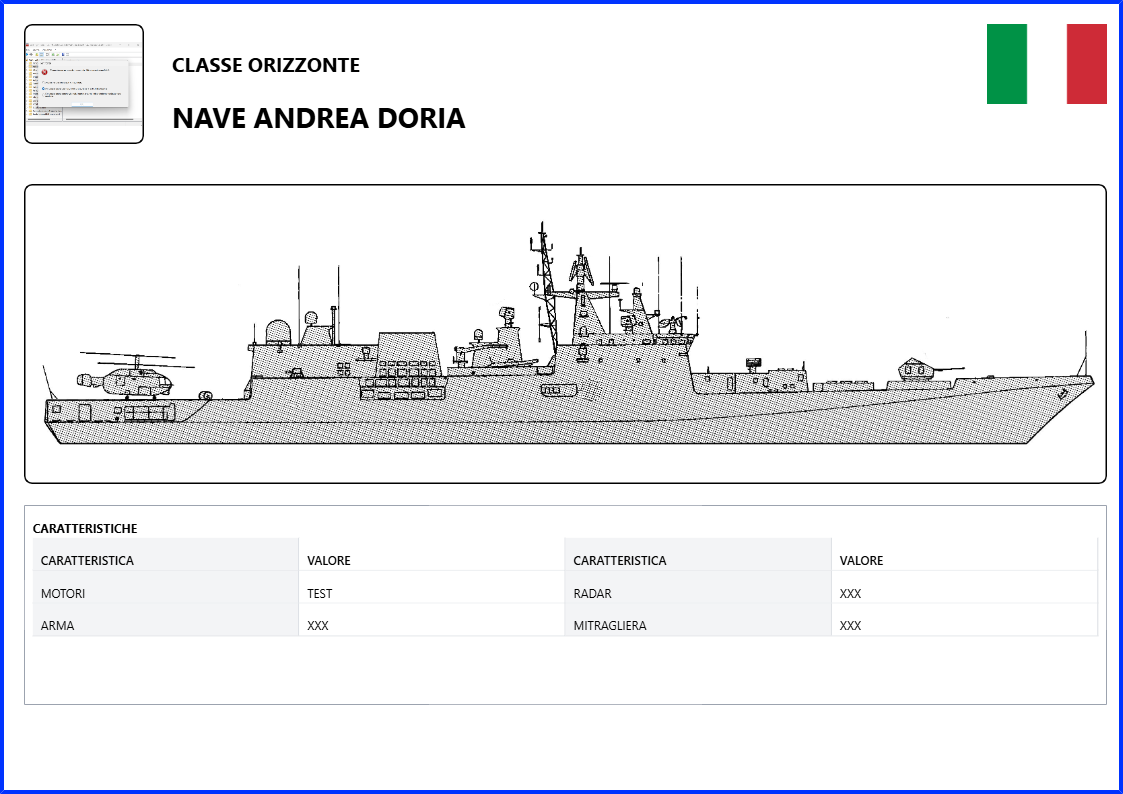 CLASSE ORIZZONTE
NAVE ANDREA DORIA
CARATTERISTICHE
CARATTERISTICA VALORE CARATTERISTICA VALORE
MOTORI TEST RADAR XXX
ARMA XXX MITRAGLIERA XXX